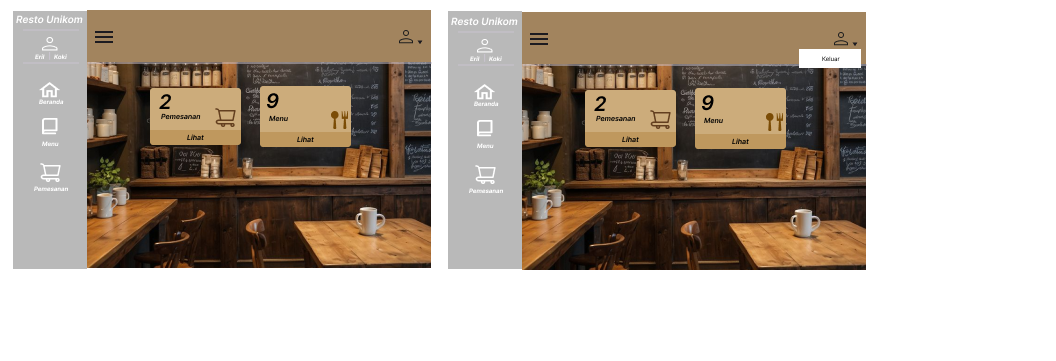 Resto Unikom
Erli | Koki
Beranda
Menu
Pemesanan
2
Pemesanan
Lihat
9
Menu
Lihat
Resto Unikom
Erli | Koki
Beranda
Menu
Pemesanan
Keluar
2
Pemesanan
Lihat
9
Menu
Lihat